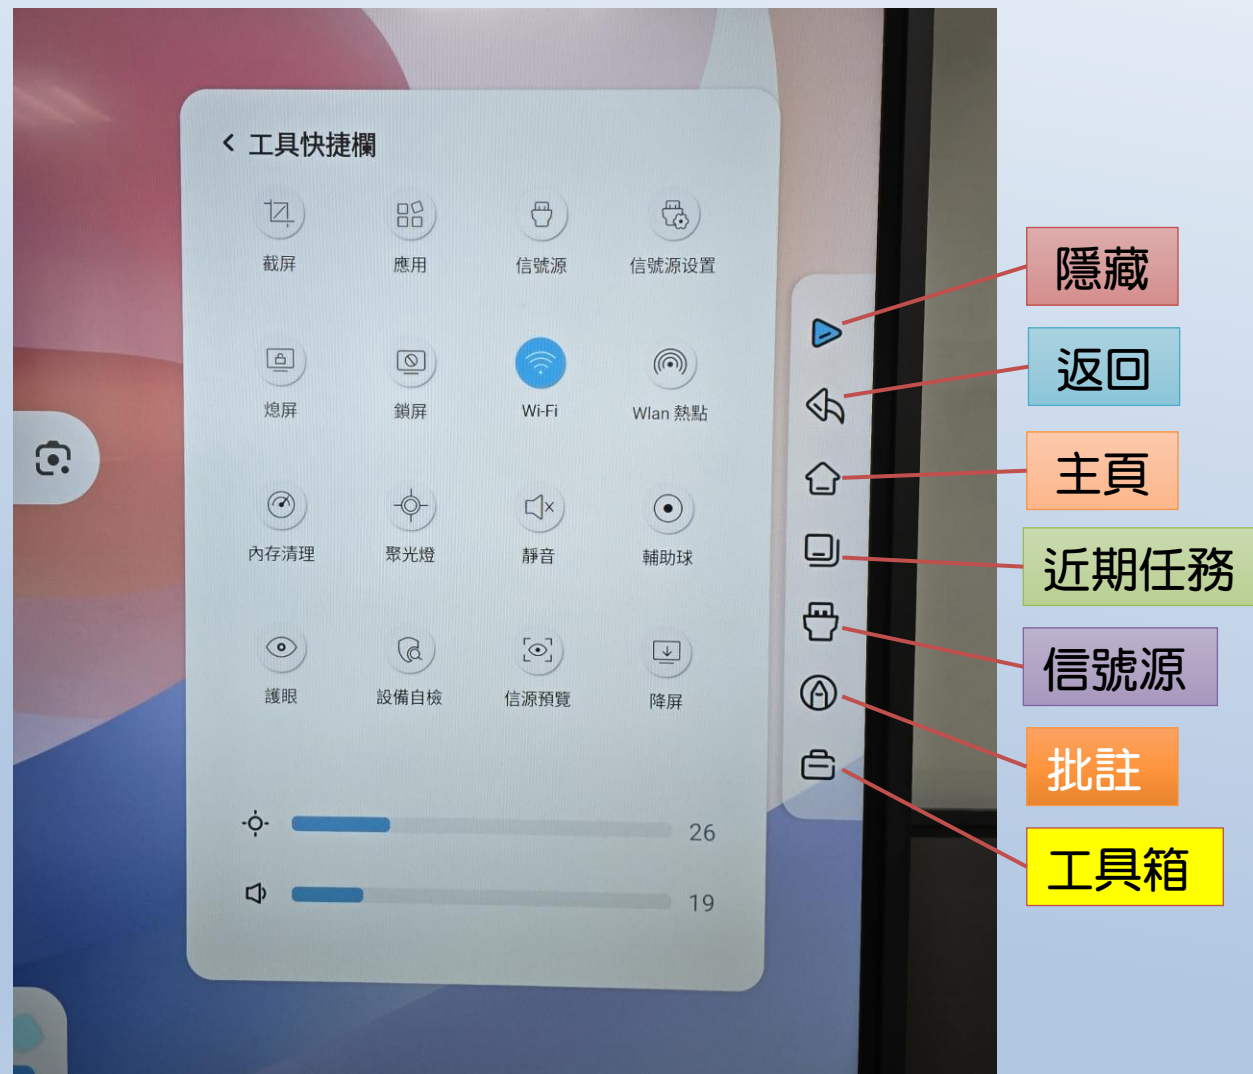 工具快捷欄
截屏 應用 信號源 信號源设置
熄屏 鎖屏 Wi-Fi Wlan 熱點
內存清理 聚光燈 靜音 輔助球
護眼 設備自檢 信源預覽 降屏
26
19
隱藏
返回
主頁
近期任務
信號源
批註
工具箱